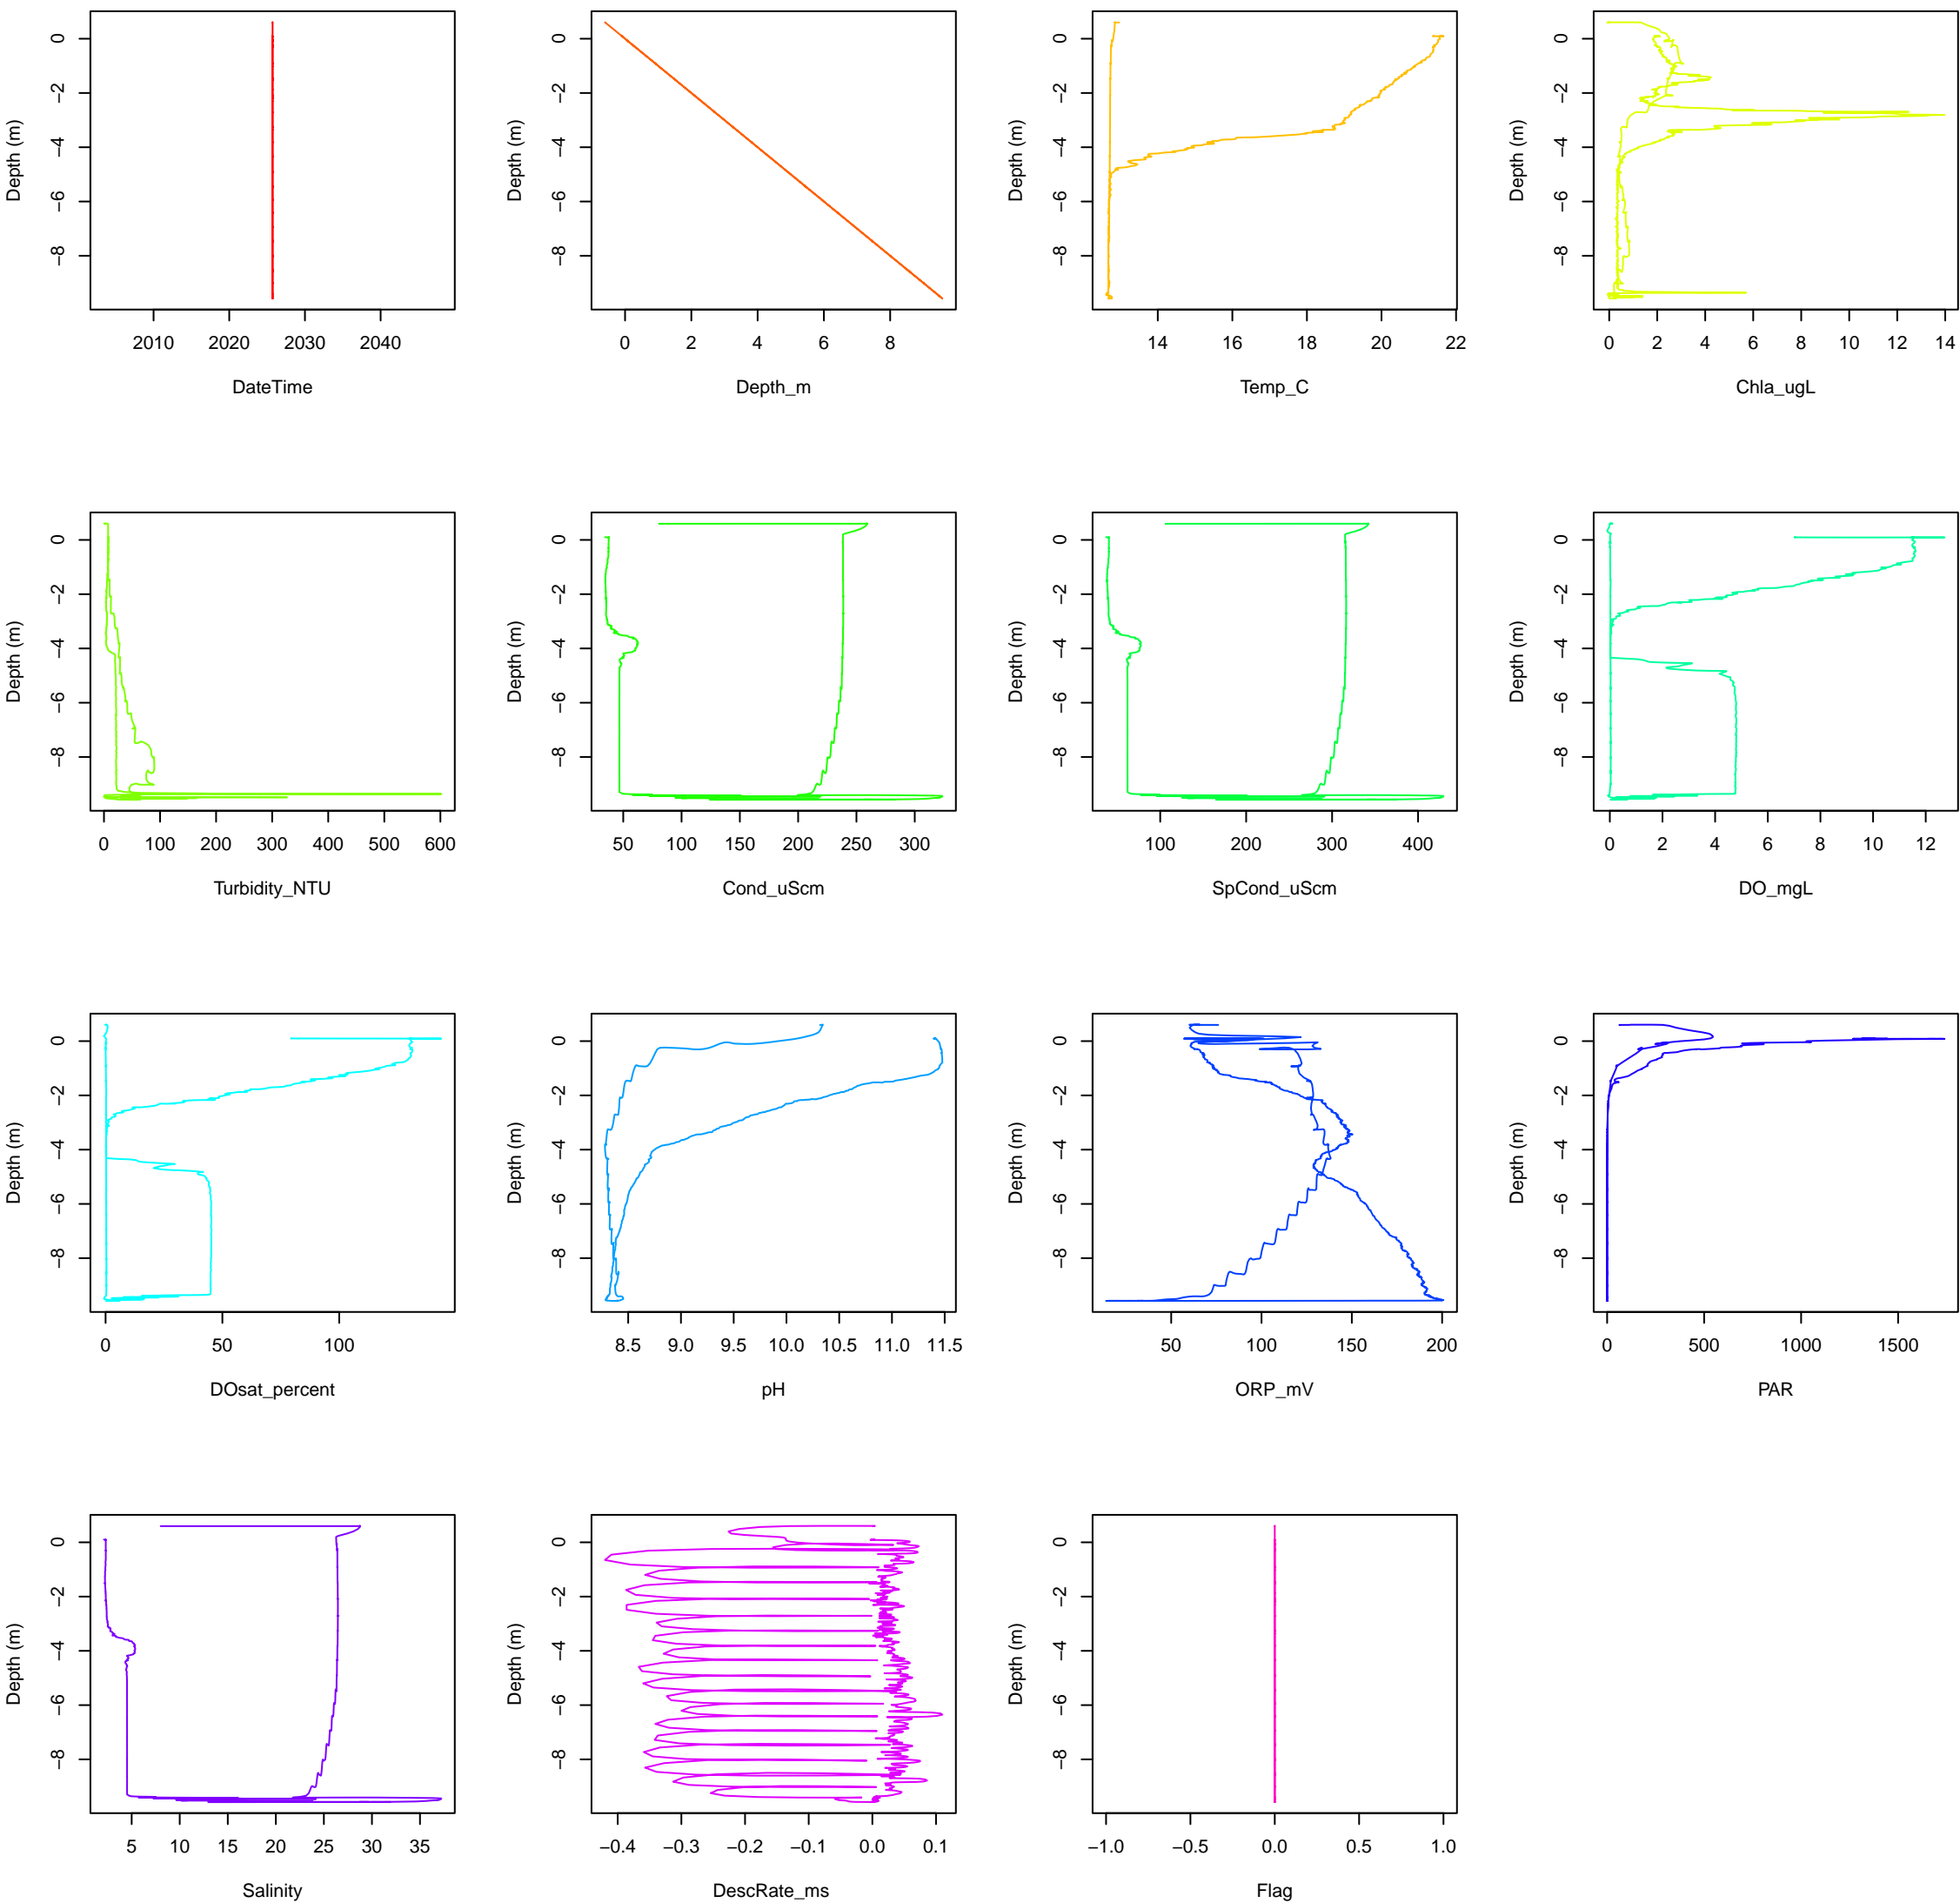 Depth (m)
0
−2
−4
−6
−8
2010 2020 2030 2040
DateTime
Depth (m)
0
−2
−4
−6
−8
0 2 4 6 8
Depth_m
Depth (m)
0
−2
−4
−6
−8
14 16 18 20 22
Temp_C
Depth (m)
0
−2
−4
−6
−8
0 2 4 6 8 10 12 14
Chla_ugL
Depth (m)
0
−2
−4
−6
−8
0 100 200 300 400 500 600
Turbidity_NTU
Depth (m)
0
−2
−4
−6
−8
50 100 150 200 250 300
Cond_uScm
Depth (m)
0
−2
−4
−6
−8
100 200 300 400
SpCond_uScm
Depth (m)
0
−2
−4
−6
−8
0 2 4 6 8 10 12
DO_mgL
Depth (m)
0
−2
−4
−6
−8
0 50 100
DOsat_percent
Depth (m)
0
−2
−4
−6
−8
8.5 9.0 9.5 10.0 10.5 11.0 11.5
pH
Depth (m)
0
−2
−4
−6
−8
50 100 150 200
ORP_mV
Depth (m)
0
−2
−4
−6
−8
0 500 1000 1500
PAR
Depth (m)
0
−2
−4
−6
−8
5 10 15 20 25 30 35
Salinity
Depth (m)
0
−2
−4
−6
−8
−0.4 −0.3 −0.2 −0.1 0.0 0.1
DescRate_ms
Depth (m)
0
−2
−4
−6
−8
−1.0 −0.5 0.0 0.5 1.0
Flag